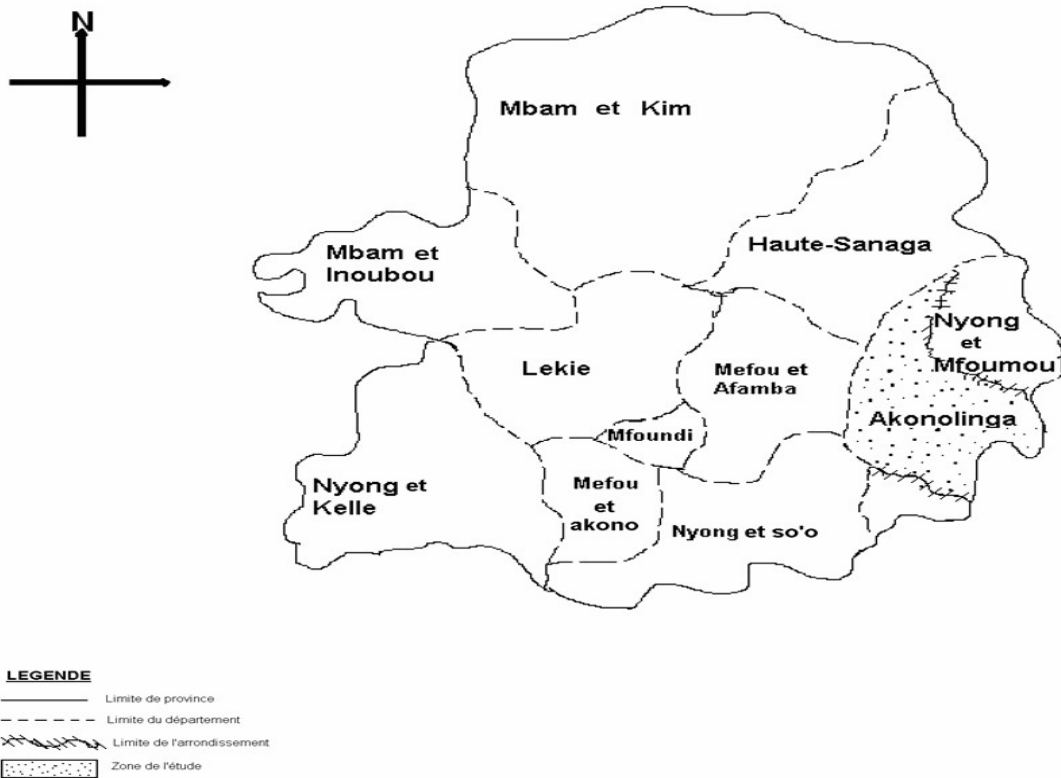 N
Mbam et Kim
Haute-Sanaga
Mbam et
Inoubou
Nyong
et
Mfoumou
Lekie
Mefou et
Afamba
Akonolinga
Mfoundi
Nyong et
Kelle
Mefou
et
akono
Nyong et so'o
LEGENDE
Limite de province
Limite du département
Limite de l'arrondissement
Zone de l'étude